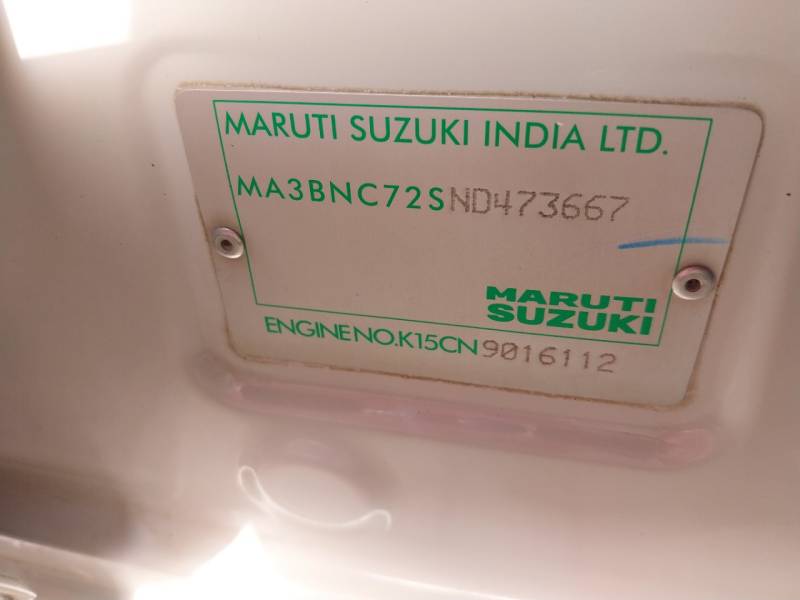 MARUTI SUZUKI INDIA LTD.
MA3BNC72SND473667
MARUTI
SUZUKI
ENGINE NO.K15CN9016112